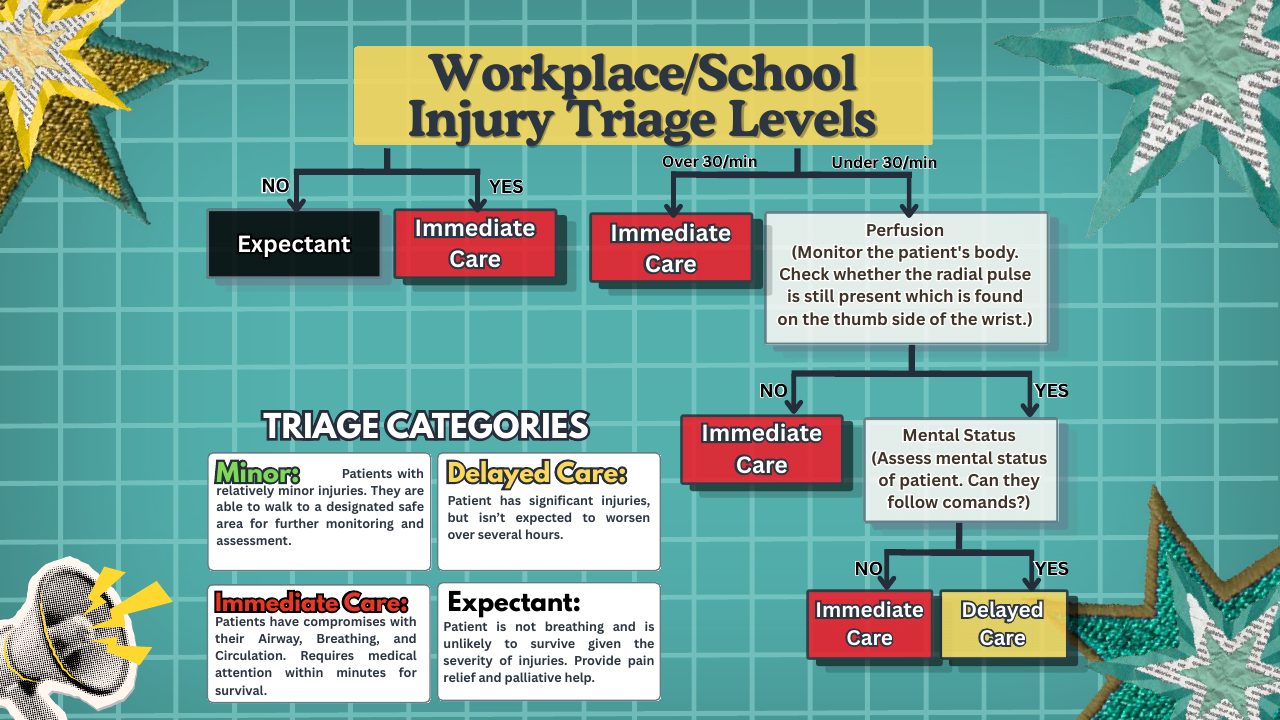 Workplace/School
Injury Triage Levels
Over 30/min
Under 30/min
NO
YES
Expectant
Immediate
Care
Immediate
Care
Perfusion
(Monitor the patient's body.
Check whether the radial pulse
is still present which is found
on the thumb side of the wrist.)
NO
YES
Immediate
Care
Mental Status
(Assess mental status
of patient. Can they
follow comands?)
NO
YES
Immediate
Care
Delayed
Care
TRIAGE CATEGORIES
Minor: Patients with
relatively minor injuries. They are
able to walk to a designated safe
area for further monitoring and
assessment.
Delayed Care:
Patient has significant injuries,
but isn't expected to worsen
over several hours.
Immediate Care:
Patients have compromises with
their Airway, Breathing, and
Circulation. Requires medical
attention within minutes for
survival.
Expectant:
Patient is not breathing and is
unlikely to survive given the
severity of injuries. Provide pain
relief and palliative help.